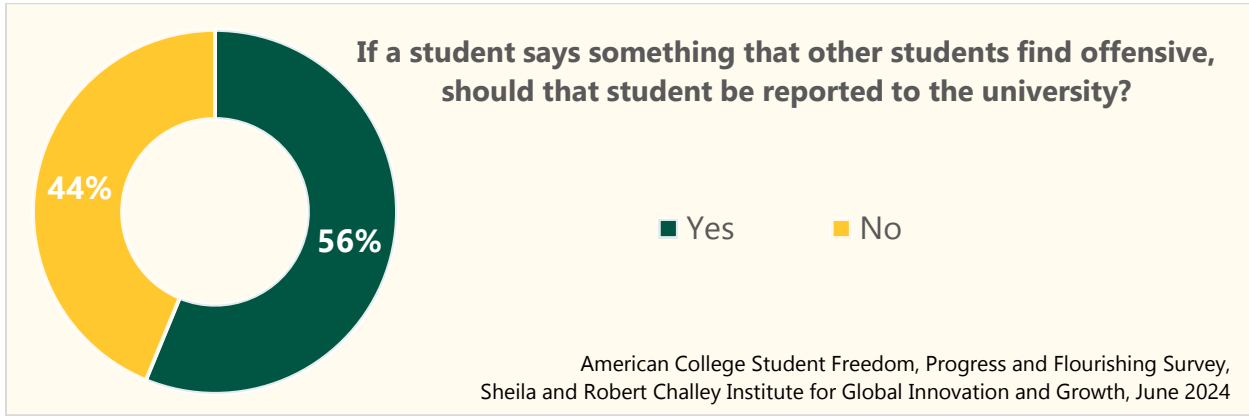 If a student says something that other students find offensive,
should that student be reported to the university?
44%
56%
Yes
No
American College Student Freedom, Progress and Flourishing Survey,
Sheila and Robert Challey Institute for Global Innovation and Growth, June 2024